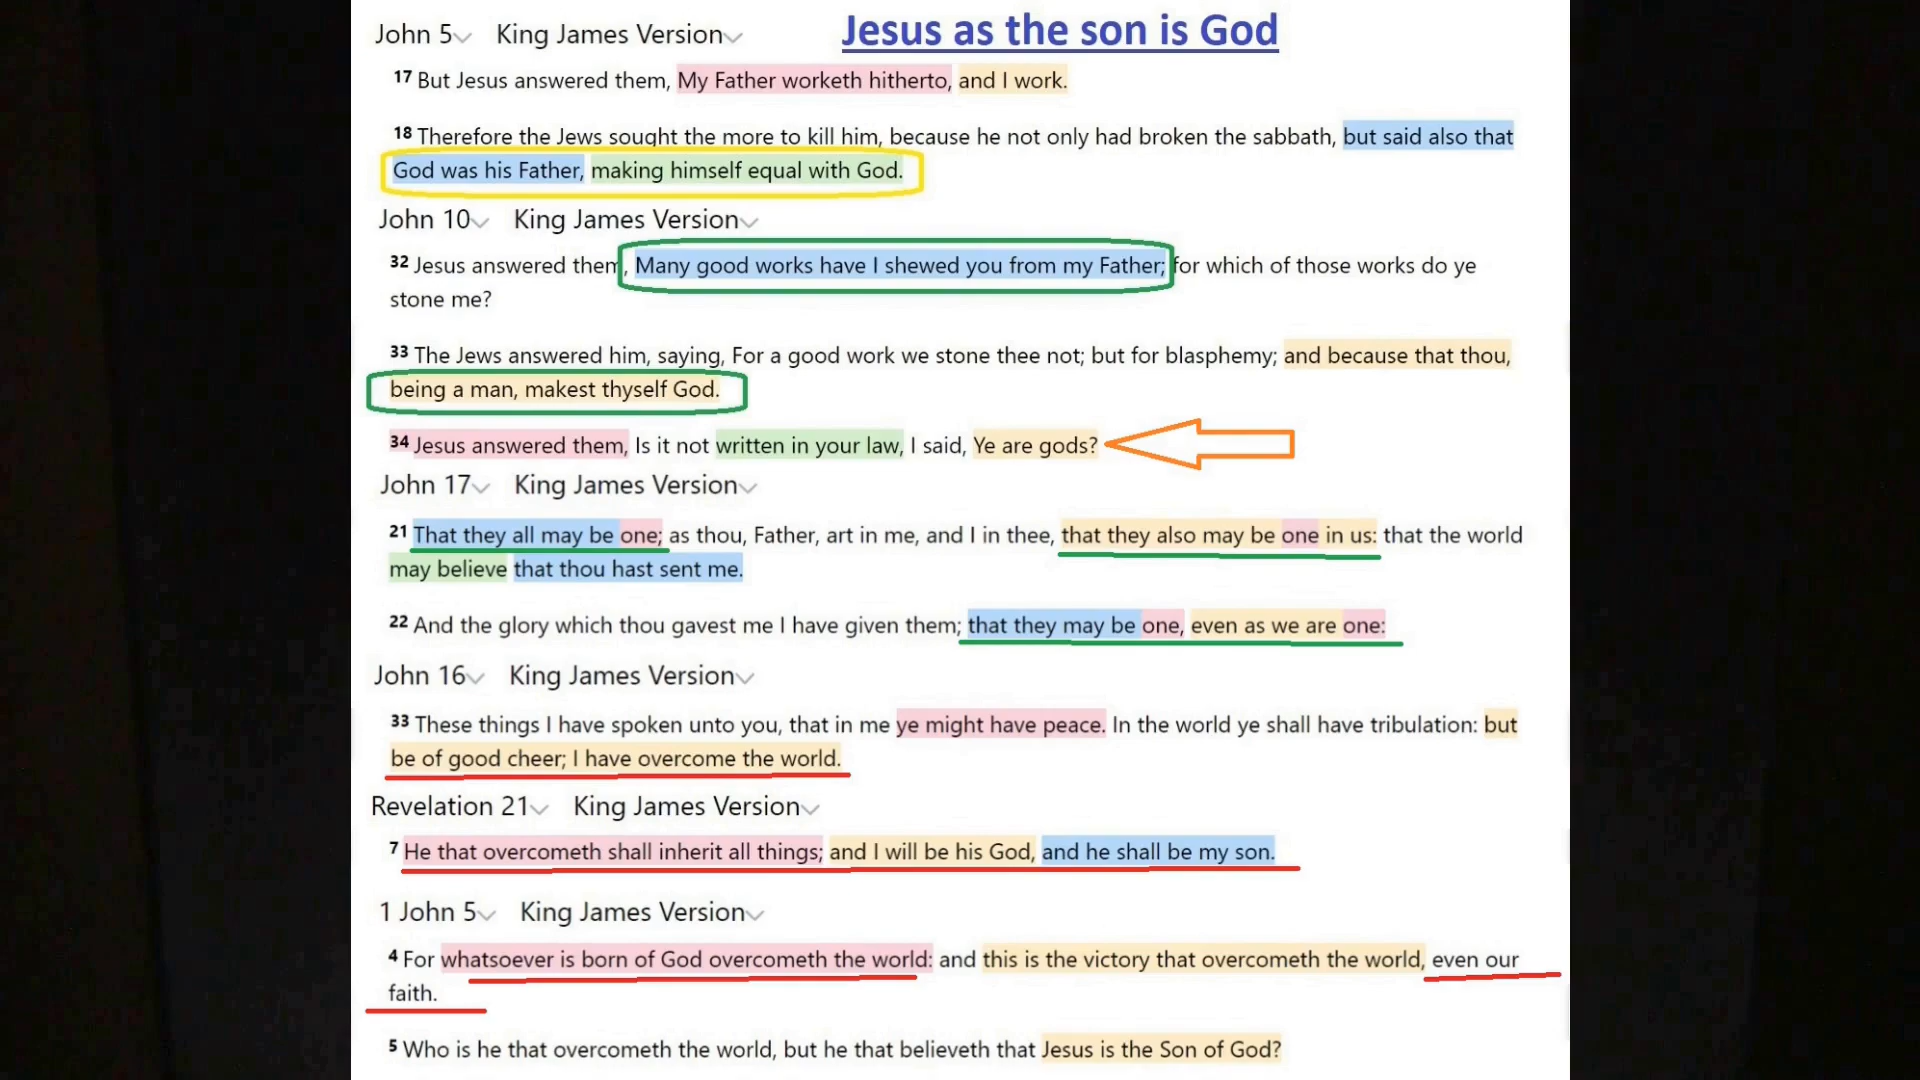 John 5 King James Version Jesus as the son is God
17 But Jesus answered them, My Father worketh hitherto, and I work.
18 Therefore the Jews sought the more to kill him, because he not only had broken the sabbath, but said also that
God was his Father, making himself equal with God.
John 10 King James Version
32 Jesus answered them, Many good works have I shewed you from my Father; for which of those works do ye
stone me?
33 The Jews answered him, saying, For a good work we stone thee not; but for blasphemy; and because that thou,
being a man, makest thyself God.
34 Jesus answered them, Is it not written in your law, I said, Ye are gods?
John 17 King James Version
21 That they all may be one; as thou, Father, art in me, and I in thee, that they also may be one in us: that the world
may believe that thou hast sent me.
22 And the glory which thou gavest me I have given them; that they may be one, even as we are one:
John 16 King James Version
33 These things I have spoken unto you, that in me ye might have peace. In the world ye shall have tribulation: but
be of good cheer; I have overcome the world.
Revelation 21 King James Version
7 He that overcometh shall inherit all things; and I will be his God, and he shall be my son.
1 John 5 King James Version
4 For whatsoever is born of God overcometh the world: and this is the victory that overcometh the world, even our
faith.
5 Who is he that overcometh the world, but he that believeth that Jesus is the Son of God?